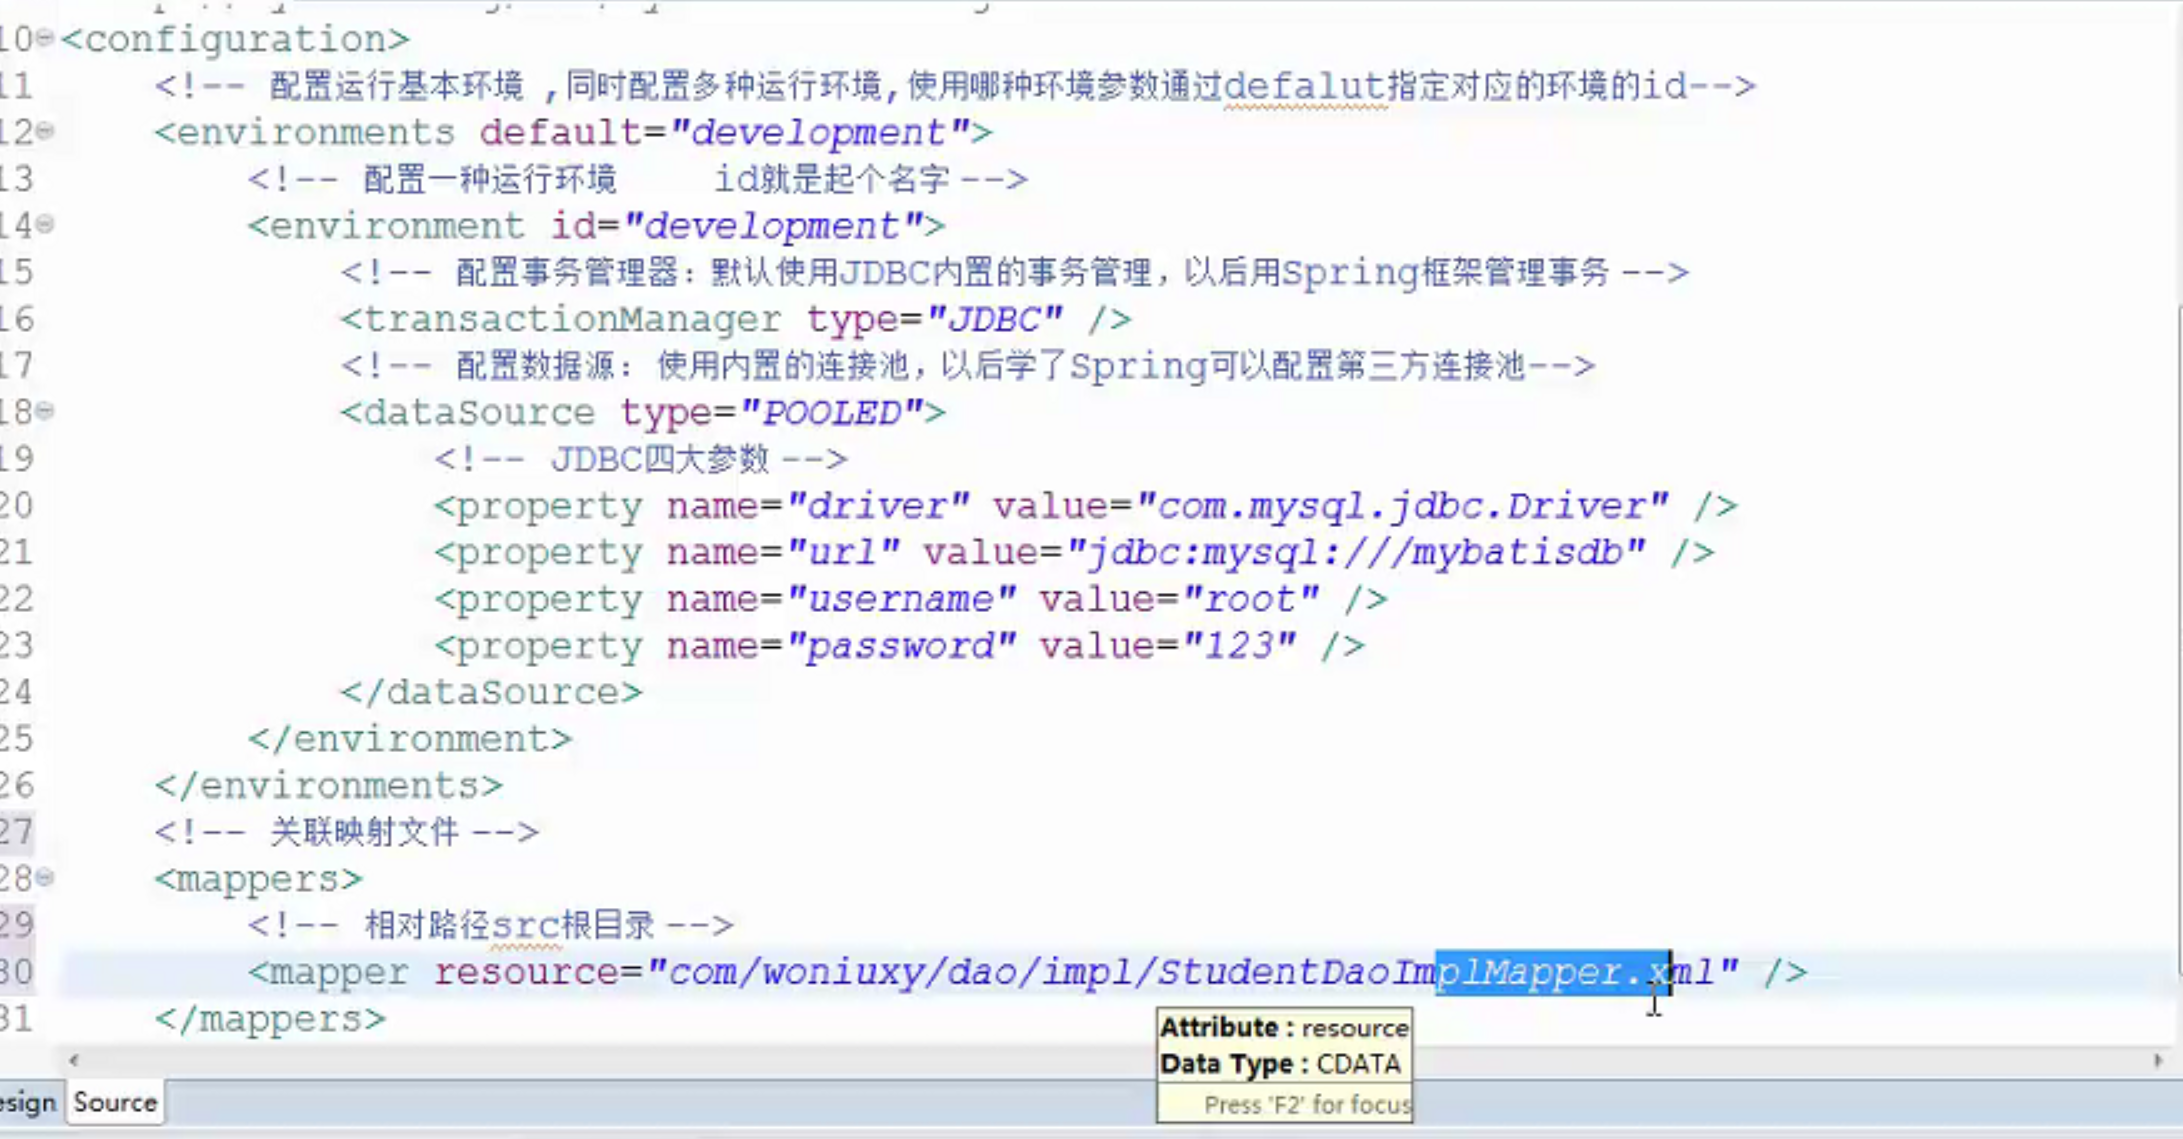 10 <configuration>
11 <!-- 配置运行基本环境 ,同时配置多种运行环境,使用哪种环境参数通过defalut指定对应的环境的id-->
12 <environments default="development">
13 <!-- 配置一种运行环境 id就是起个名字 -->
14 <environment id="development">
15 <!-- 配置事务管理器：默认使用JDBC内置的事务管理，以后用Spring框架管理事务 -->
16 <transactionManager type="JDBC" />
17 <!-- 配置数据源： 使用内置的连接池，以后学了Spring可以配置第三方连接池-->
18 <dataSource type="POOLED">
19 <!-- JDBC四大参数 -->
20 <property name="driver" value="com.mysql.jdbc.Driver" />
21 <property name="url" value="jdbc:mysql:///mybatisdb" />
22 <property name="username" value="root" />
23 <property name="password" value="123" />
24 </dataSource>
25 </environment>
26 </environments>
27 <!-- 关联映射文件 -->
28 <mappers>
29 <!-- 相对路径src根目录 -->
30 <mapper resource="com/woniuxy/dao/impl/StudentDaoImplMapper.xml" />
31 </mappers>
Attribute : resource
Data Type : CDATA
Press 'F2' for focus
esign Source